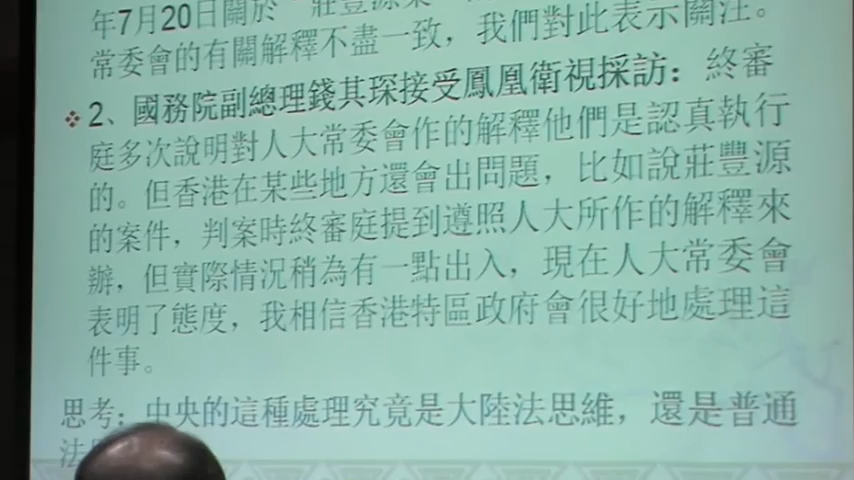 年7月20日關於"莊豐源案
常委會的有關解釋不盡一致，我們對此表示關注。
❖ 2、國務院副總理錢其琛接受鳳凰衛視採訪：終審
庭多次說明對人大常委會作的解釋他們是認真執行
的。但香港在某些地方還會出問題，比如說莊豐源
的案件，判案時終審庭提到遵照人大所作的解釋來
辦，但實際情況稍為有一點出入，現在人大常委會
表明了態度，我相信香港特區政府會很好地處理這
件事。
思考：中央的這種處理究竟是大陸法思維，還是普通
法